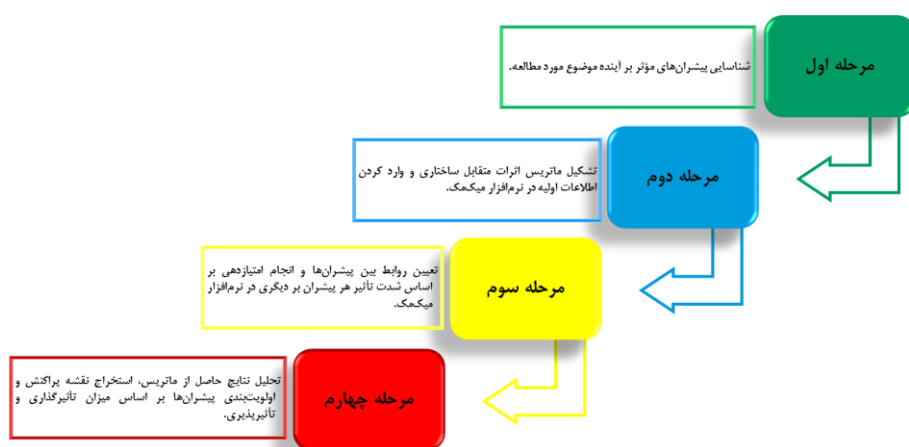 مرحله اول
شناسایی پیشران‌های مؤثر بر آینده موضوع مورد مطالعه.
مرحله دوم
تشکیل ماتریس اثرات متقابل ساختاری و وارد کردن
اطلاعات اولیه در نرم‌افزار میک‌مک.
مرحله سوم
تعیین روابط بین پیشران‌ها و انجام امتیازدهی بر
اساس شدت تأثیر هر پیشران بر دیگری در نرم‌افزار
میک‌مک.
مرحله چهارم
تحلیل نتایج حاصل از ماتریس، استخراج نقشه پراکنش و
اولویت‌بندی پیشران‌ها بر اساس میزان تأثیرگذاری و
تأثیرپذیری.